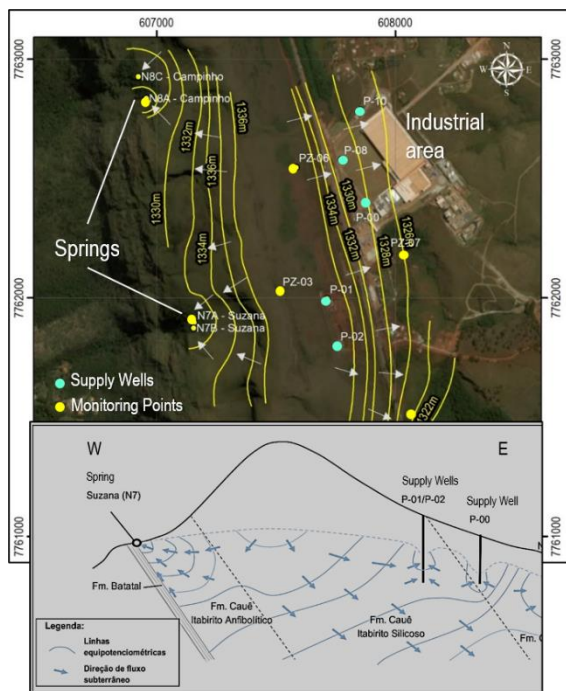 607000
608000
7763000
7763000
N
W
E
S
N8C - Campinho
N8A - Campinho
P-10
Industrial
area
P-08
PZ-06
P-00
1336m
1332m
1336m
1330m
1334m
1330m
1334m
1332m
1328m
1326m
PZ-07
Springs
7762000
7762000
PZ-03
P-01
N7A - Suzana
N7B - Suzana
P-02
Supply Wells
Monitoring Points
1322m
W
E
Spring
Suzana (N7)
Supply Wells
P-01/P-02
Supply Well
P-00
7761000
7761000
Fm. Batatal
Fm. Cauê
Itabirito Anfibolítico
Fm. Cauê
Itabirito Silicoso
Fm.
Legenda:
Linhas
equipotenciométricas
Direção de fluxo
subterrâneo